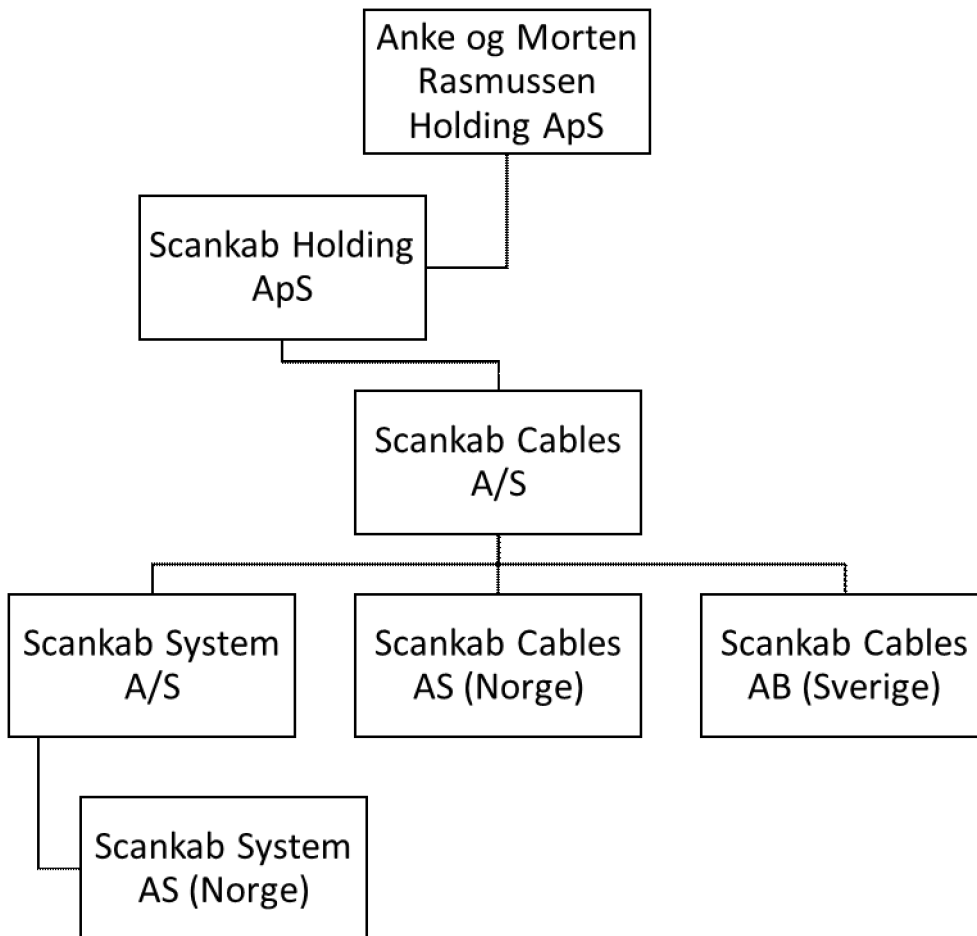 Anke og Morten
Rasmussen
Holding ApS
Scankab Holding
ApS
Scankab Cables
A/S
Scankab System
A/S
Scankab Cables
AS (Norge)
Scankab Cables
AB (Sverige)
Scankab System
AS (Norge)